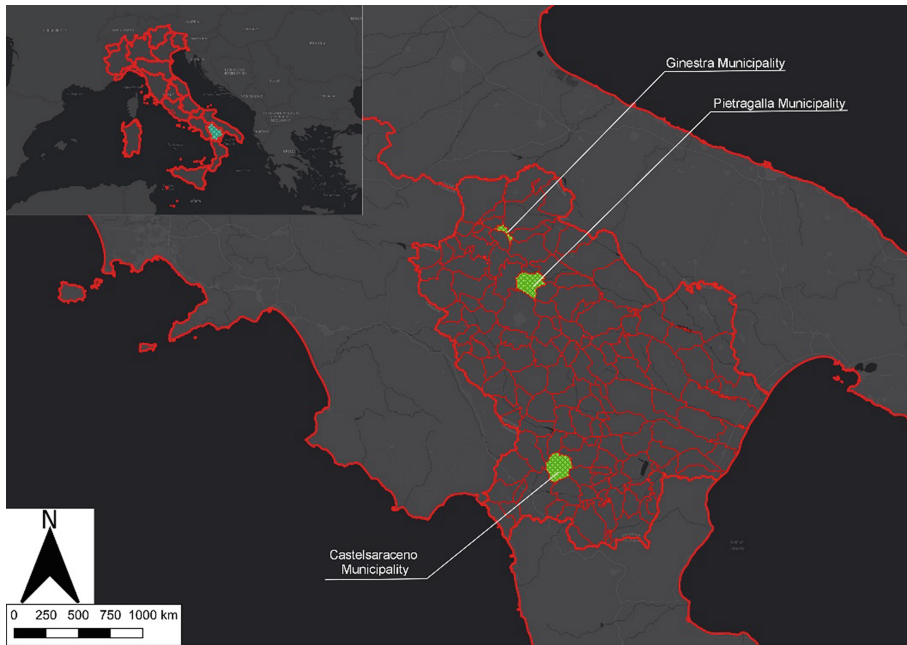 Ginestra Municipality
Pietragalla Municipality
Castelsaraceno
Municipality
N
0 250 500 750 1000 km